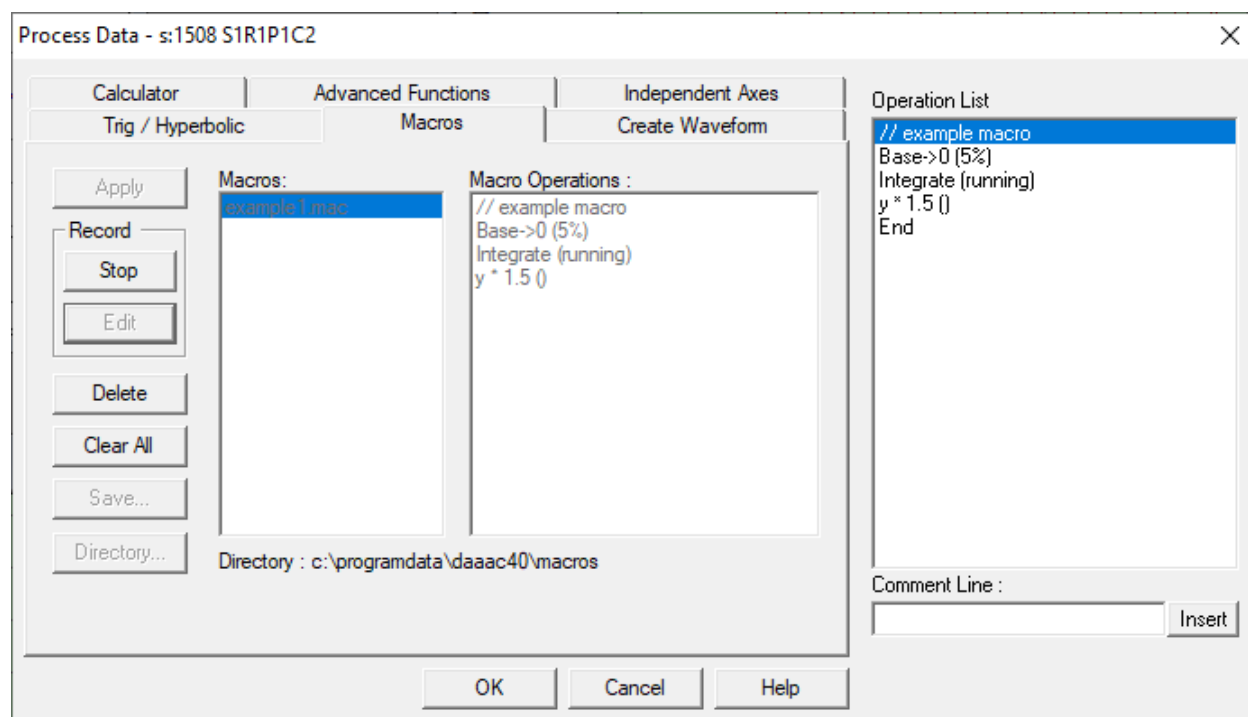 Process Data - s:1508 S1R1P1C2
Calculator
Advanced Functions
Independent Axes
Trig / Hyperbolic
Macros
Create Waveform
Apply
Record
Stop
Edit
Delete
Clear All
Save...
Directory...
Macros:
example1.mac
Macro Operations :
// example macro
Base->0 (5%)
Integrate (running)
y * 1.5 ()
Directory : c:\programdata\daaac40\macros
Operation List
// example macro
Base->0 (5%)
Integrate (running)
y * 1.5 ()
End
Comment Line :
Insert
OK
Cancel
Help